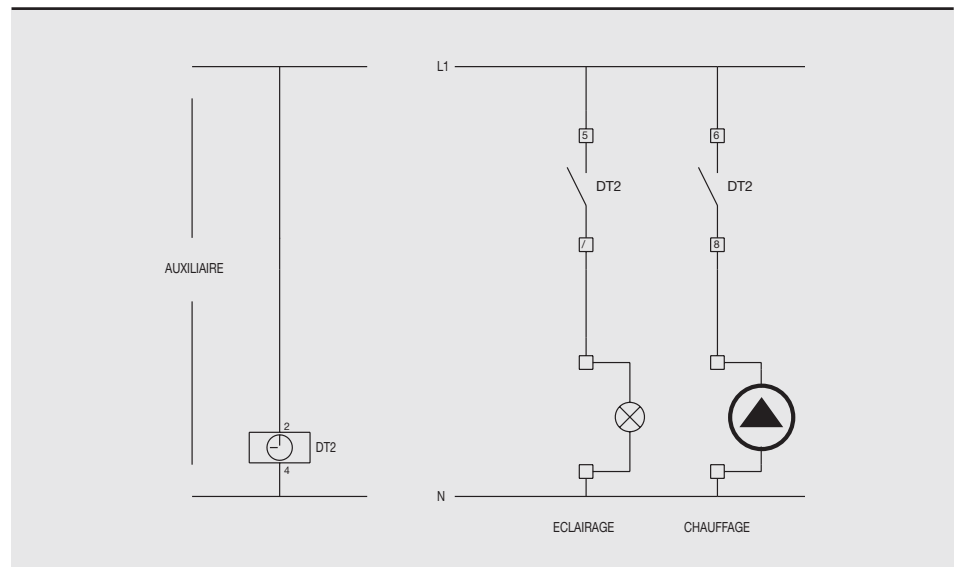 L1
5
6
DT2
DT2
/
8
AUXILIAIRE
2
DT2
4
N
ECLAIRAGE
CHAUFFAGE